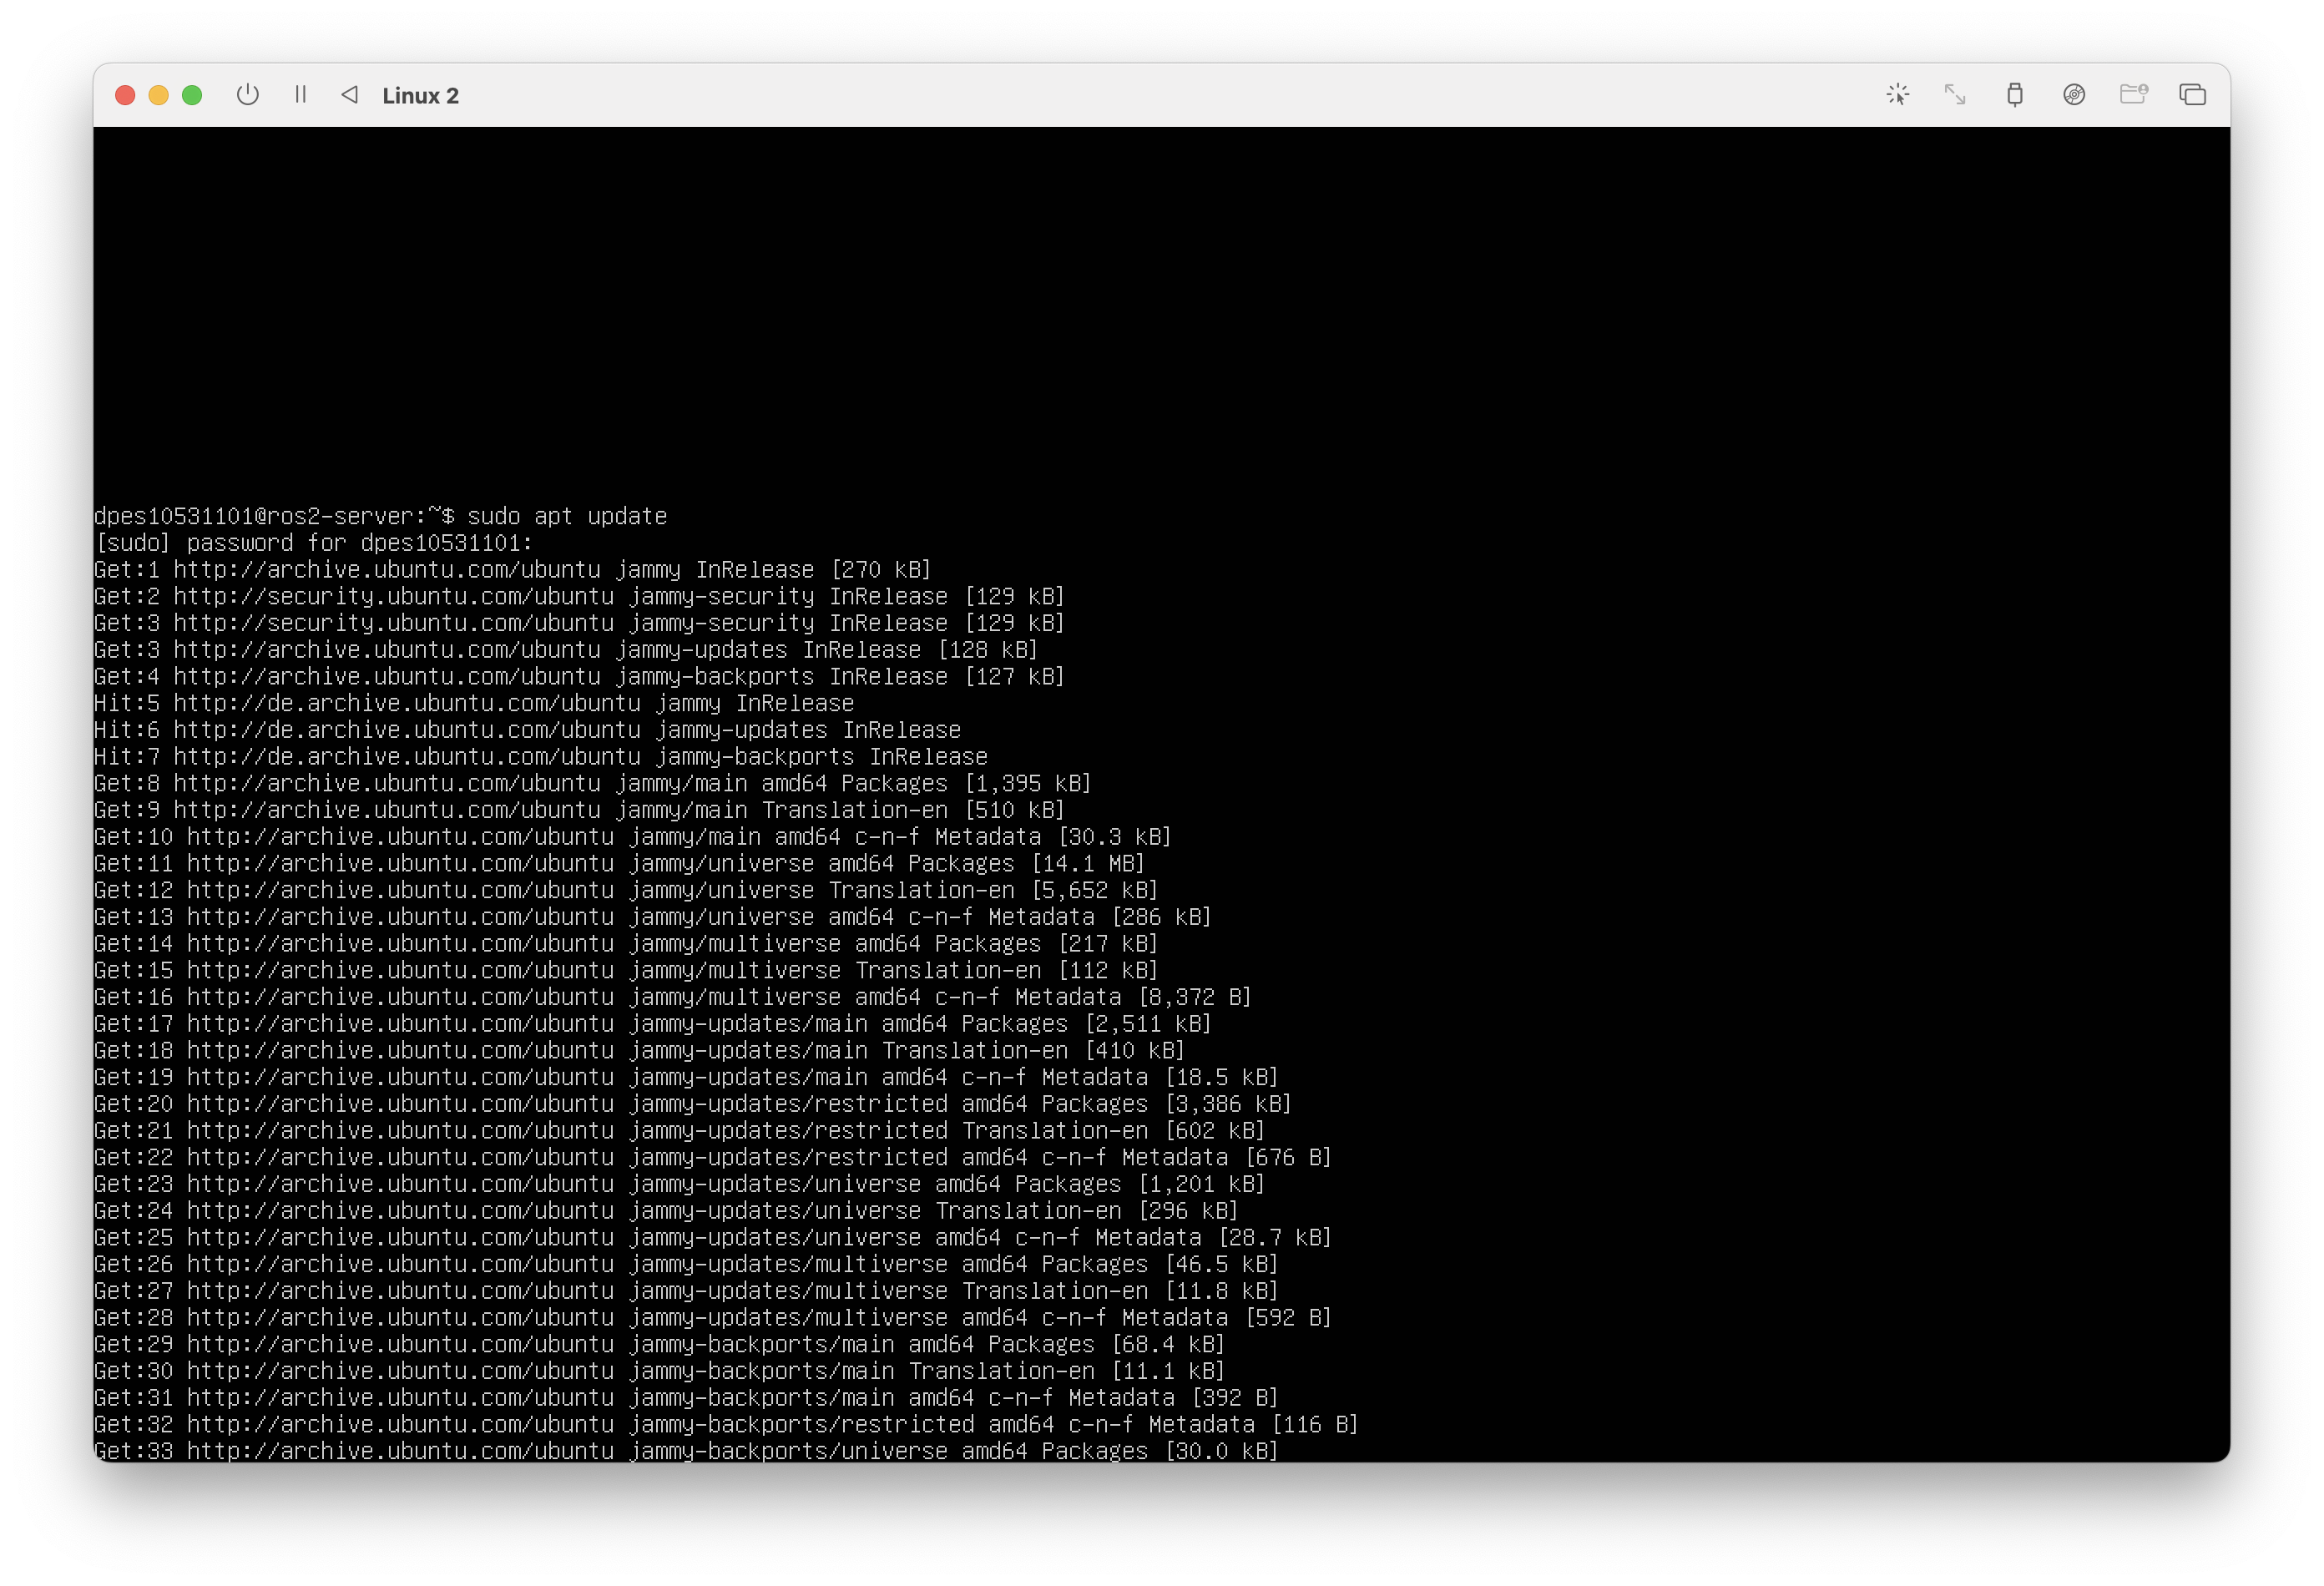 Linux 2
dpes10531101@ros2-server:~$ sudo apt update
[sudo] password for dpes10531101:
Get:1 http://archive.ubuntu.com/ubuntu jammy InRelease [270 kB]
Get:2 http://security.ubuntu.com/ubuntu jammy-security InRelease [129 kB]
Get:3 http://security.ubuntu.com/ubuntu jammy-security InRelease [129 kB]
Get:3 http://archive.ubuntu.com/ubuntu jammy-updates InRelease [128 kB]
Get:4 http://archive.ubuntu.com/ubuntu jammy-backports InRelease [127 kB]
Hit:5 http://de.archive.ubuntu.com/ubuntu jammy InRelease
Hit:6 http://de.archive.ubuntu.com/ubuntu jammy-updates InRelease
Hit:7 http://de.archive.ubuntu.com/ubuntu jammy-backports InRelease
Get:8 http://archive.ubuntu.com/ubuntu jammy/main amd64 Packages [1,395 kB]
Get:9 http://archive.ubuntu.com/ubuntu jammy/main Translation-en [510 kB]
Get:10 http://archive.ubuntu.com/ubuntu jammy/main amd64 c-n-f Metadata [30.3 kB]
Get:11 http://archive.ubuntu.com/ubuntu jammy/universe amd64 Packages [14.1 MB]
Get:12 http://archive.ubuntu.com/ubuntu jammy/universe Translation-en [5,652 kB]
Get:13 http://archive.ubuntu.com/ubuntu jammy/universe amd64 c-n-f Metadata [286 kB]
Get:14 http://archive.ubuntu.com/ubuntu jammy/multiverse amd64 Packages [217 kB]
Get:15 http://archive.ubuntu.com/ubuntu jammy/multiverse Translation-en [112 kB]
Get:16 http://archive.ubuntu.com/ubuntu jammy/multiverse amd64 c-n-f Metadata [8,372 B]
Get:17 http://archive.ubuntu.com/ubuntu jammy-updates/main amd64 Packages [2,511 kB]
Get:18 http://archive.ubuntu.com/ubuntu jammy-updates/main Translation-en [410 kB]
Get:19 http://archive.ubuntu.com/ubuntu jammy-updates/main amd64 c-n-f Metadata [18.5 kB]
Get:20 http://archive.ubuntu.com/ubuntu jammy-updates/restricted amd64 Packages [3,386 kB]
Get:21 http://archive.ubuntu.com/ubuntu jammy-updates/restricted Translation-en [602 kB]
Get:22 http://archive.ubuntu.com/ubuntu jammy-updates/restricted amd64 c-n-f Metadata [676 B]
Get:23 http://archive.ubuntu.com/ubuntu jammy-updates/universe amd64 Packages [1,201 kB]
Get:24 http://archive.ubuntu.com/ubuntu jammy-updates/universe Translation-en [296 kB]
Get:25 http://archive.ubuntu.com/ubuntu jammy-updates/universe amd64 c-n-f Metadata [28.7 kB]
Get:26 http://archive.ubuntu.com/ubuntu jammy-updates/multiverse amd64 Packages [46.5 kB]
Get:27 http://archive.ubuntu.com/ubuntu jammy-updates/multiverse Translation-en [11.8 kB]
Get:28 http://archive.ubuntu.com/ubuntu jammy-updates/multiverse amd64 c-n-f Metadata [592 B]
Get:29 http://archive.ubuntu.com/ubuntu jammy-backports/main amd64 Packages [68.4 kB]
Get:30 http://archive.ubuntu.com/ubuntu jammy-backports/main Translation-en [11.1 kB]
Get:31 http://archive.ubuntu.com/ubuntu jammy-backports/main amd64 c-n-f Metadata [392 B]
Get:32 http://archive.ubuntu.com/ubuntu jammy-backports/restricted amd64 c-n-f Metadata [116 B]
Get:33 http://archive.ubuntu.com/ubuntu jammy-backports/universe amd64 Packages [30.0 kB]